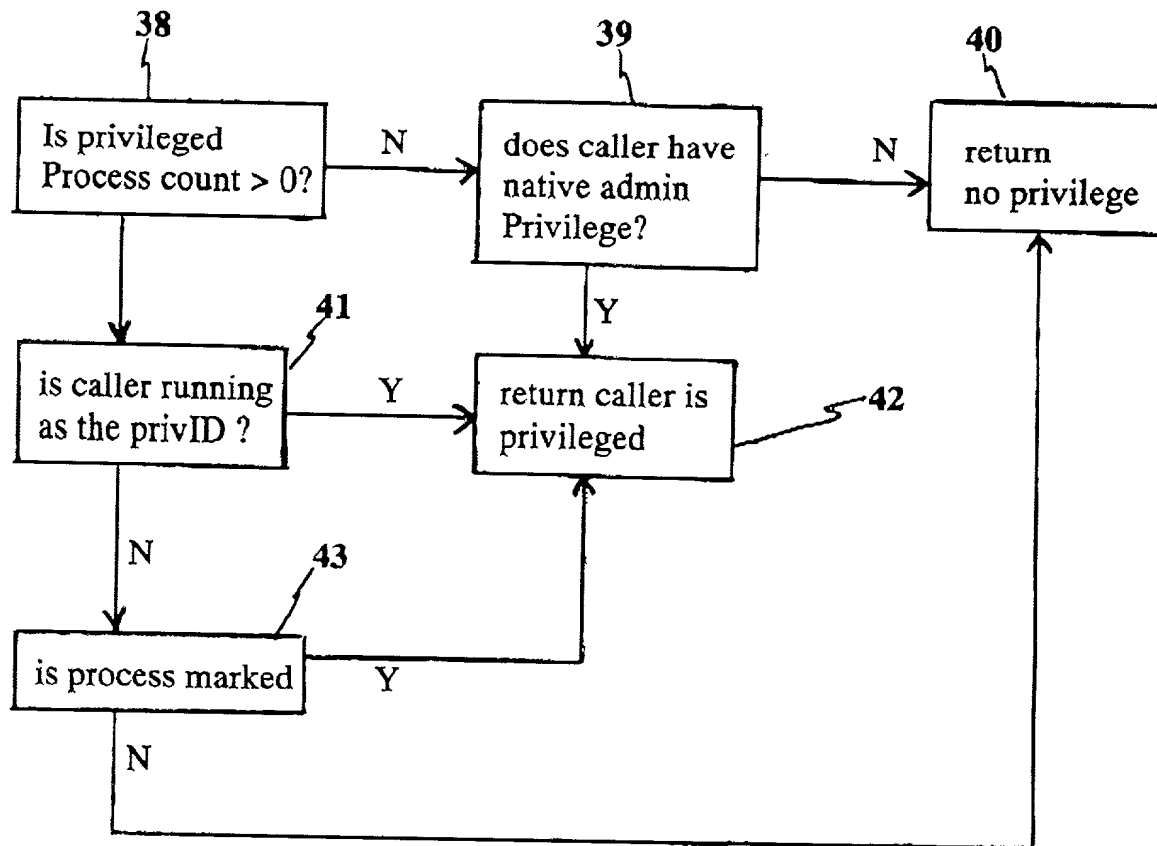 38
39
40
Is privileged
Process count > 0?
N
does caller have
native admin
Privilege?
N
return
no privilege
Y
41
is caller running
as the privID ?
Y
return caller is
privileged
42
N
43
is process marked
Y
N